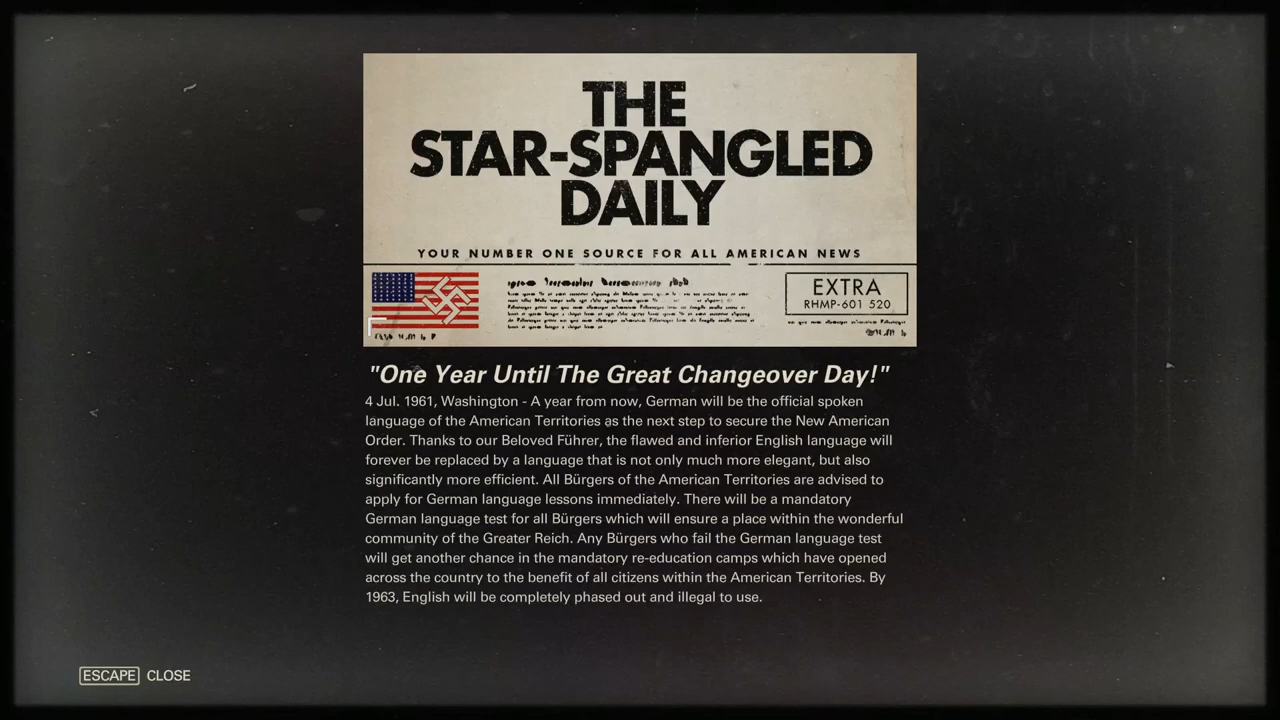 THE
STAR-SPANGLED
DAILY
YOUR NUMBER ONE SOURCE FOR ALL AMERICAN NEWS
EXTRA
RHMP-601 520
"One Year Until The Great Changeover Day!"
4 Jul. 1961, Washington - A year from now, German will be the official spoken
language of the American Territories as the next step to secure the New American
Order. Thanks to our Beloved Führer, the flawed and inferior English language will
forever be replaced by a language that is not only much more elegant, but also
significantly more efficient. All Bürgers of the American Territories are advised to
apply for German language lessons immediately. There will be a mandatory
German language test for all Bürgers which will ensure a place within the wonderful
community of the Greater Reich. Any Bürgers who fail the German language test
will get another chance in the mandatory re-education camps which have opened
across the country to the benefit of all citizens within the American Territories. By
1963, English will be completely phased out and illegal to use.
ESCAPE CLOSE